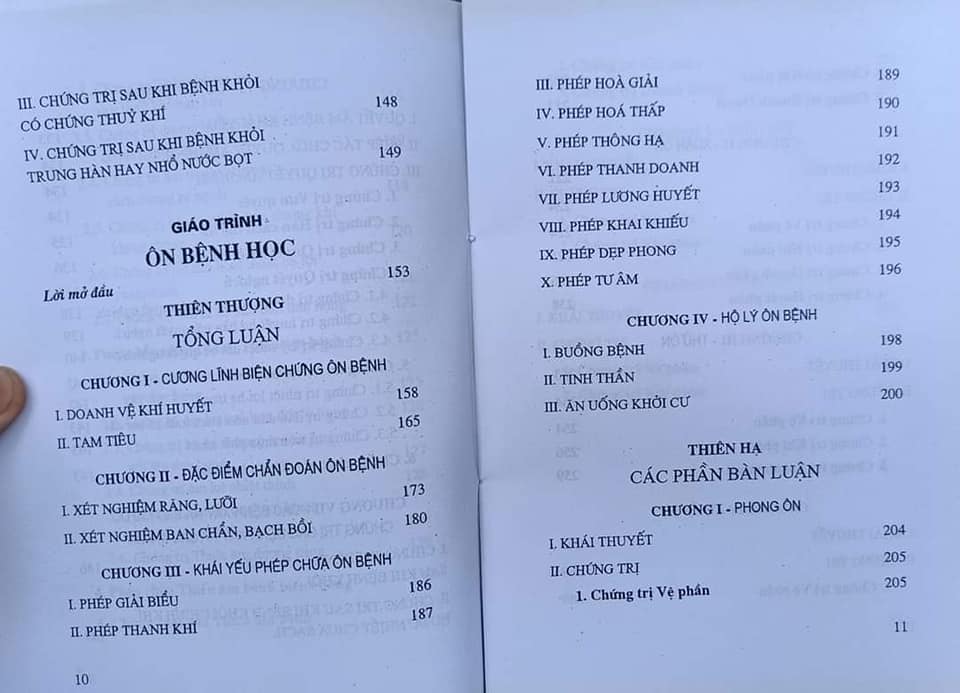 III. CHỨNG TRỊ SAU KHI BỆNH KHỎI
CÓ CHỨNG THUỶ KHÍ 148
IV. CHỨNG TRỊ SAU KHI BỆNH KHỎI
TRUNG HÀN HAY NHỔ NƯỚC BỌT 149
GIÁO TRÌNH
ÔN BỆNH HỌC
Lời mở đầu 153
THIÊN THƯỢNG
TỔNG LUẬN
CHƯƠNG I - CƯƠNG LĨNH BIỆN CHỨNG ÔN BỆNH
I. DOANH VỆ KHÍ HUYẾT 158
II. TAM TIÊU 165
CHƯƠNG II - ĐẶC ĐIỂM CHẨN ĐOÁN ÔN BỆNH
I. XÉT NGHIỆM RĂNG, LƯỠI 173
II. XÉT NGHIỆM BAN CHẨN, BẠCH BỒI 180
CHƯƠNG III - KHÁI YẾU PHÉP CHỮA ÔN BỆNH
I. PHÉP GIẢI BIỂU 186
II. PHÉP THANH KHÍ 187
10
III. PHÉP HOÀ GIẢI 189
IV. PHÉP HOÁ THẤP 190
V. PHÉP THÔNG HẠ 191
VI. PHÉP THANH DOANH 192
VII. PHÉP LƯƠNG HUYẾT 193
VIII. PHÉP KHAI KHIẾU 194
IX. PHÉP DẸP PHONG 195
X. PHÉP TƯ ÂM 196
CHƯƠNG IV - HỘ LÝ ÔN BỆNH
I. BUỒNG BỆNH 198
II. TINH THẦN 199
III. ĂN UỐNG KHỞI CƯ 200
THIÊN HẠ
CÁC PHẦN BÀN LUẬN
CHƯƠNG I - PHONG ÔN
I. KHÁI THUYẾT 204
II. CHỨNG TRỊ 205
1. Chứng trị Vệ phần 205
11